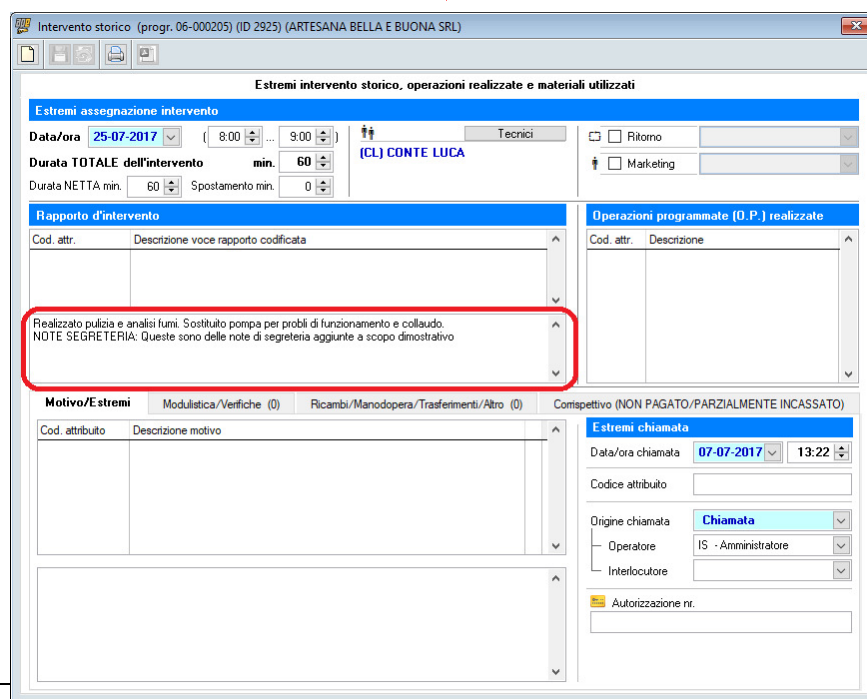 Intervento storico (progr. 06-000205) (ID 2925) (ARTESANA BELLA E BUONA SRL)
Estremi intervento storico, operazioni realizzate e materiali utilizzati
Estremi assegnazione intervento
Data/ora 25-07-2017 ( 8:00 ... 9:00 ) Tecnici Ritorno
(CL) CONTE LUCA
Durata TOTALE dell'intervento min. 60 Marketing
Durata NETTA min. 60 Spostamento min. 0
Rapporto d'intervento Operazioni programmate (O.P.) realizzate
Cod. attr. Descrizione voce rapporto codificata Cod. attr. Descrizione
Realizzato pulizia e analisi fumi. Sostituito pompa per probli di funzionamento e collaudo.
NOTE SEGRETERIA: Queste sono delle note di segreteria aggiunte a scopo dimostrativo
Motivo/Estremi Modulistica/Verifiche (0) Ricambi/Manodopera/Trasferimenti/Altro (0) Corrispettivo (NON PAGATO/PARZIALMENTE INCASSATO)
Cod. attribuito Descrizione motivo Estremi chiamata
Data/ora chiamata 07-07-2017 13:22
Codice attribuito
Origine chiamata Chiamata
Operatore IS - Amministratore
Interlocutore
Autorizzazione nr.